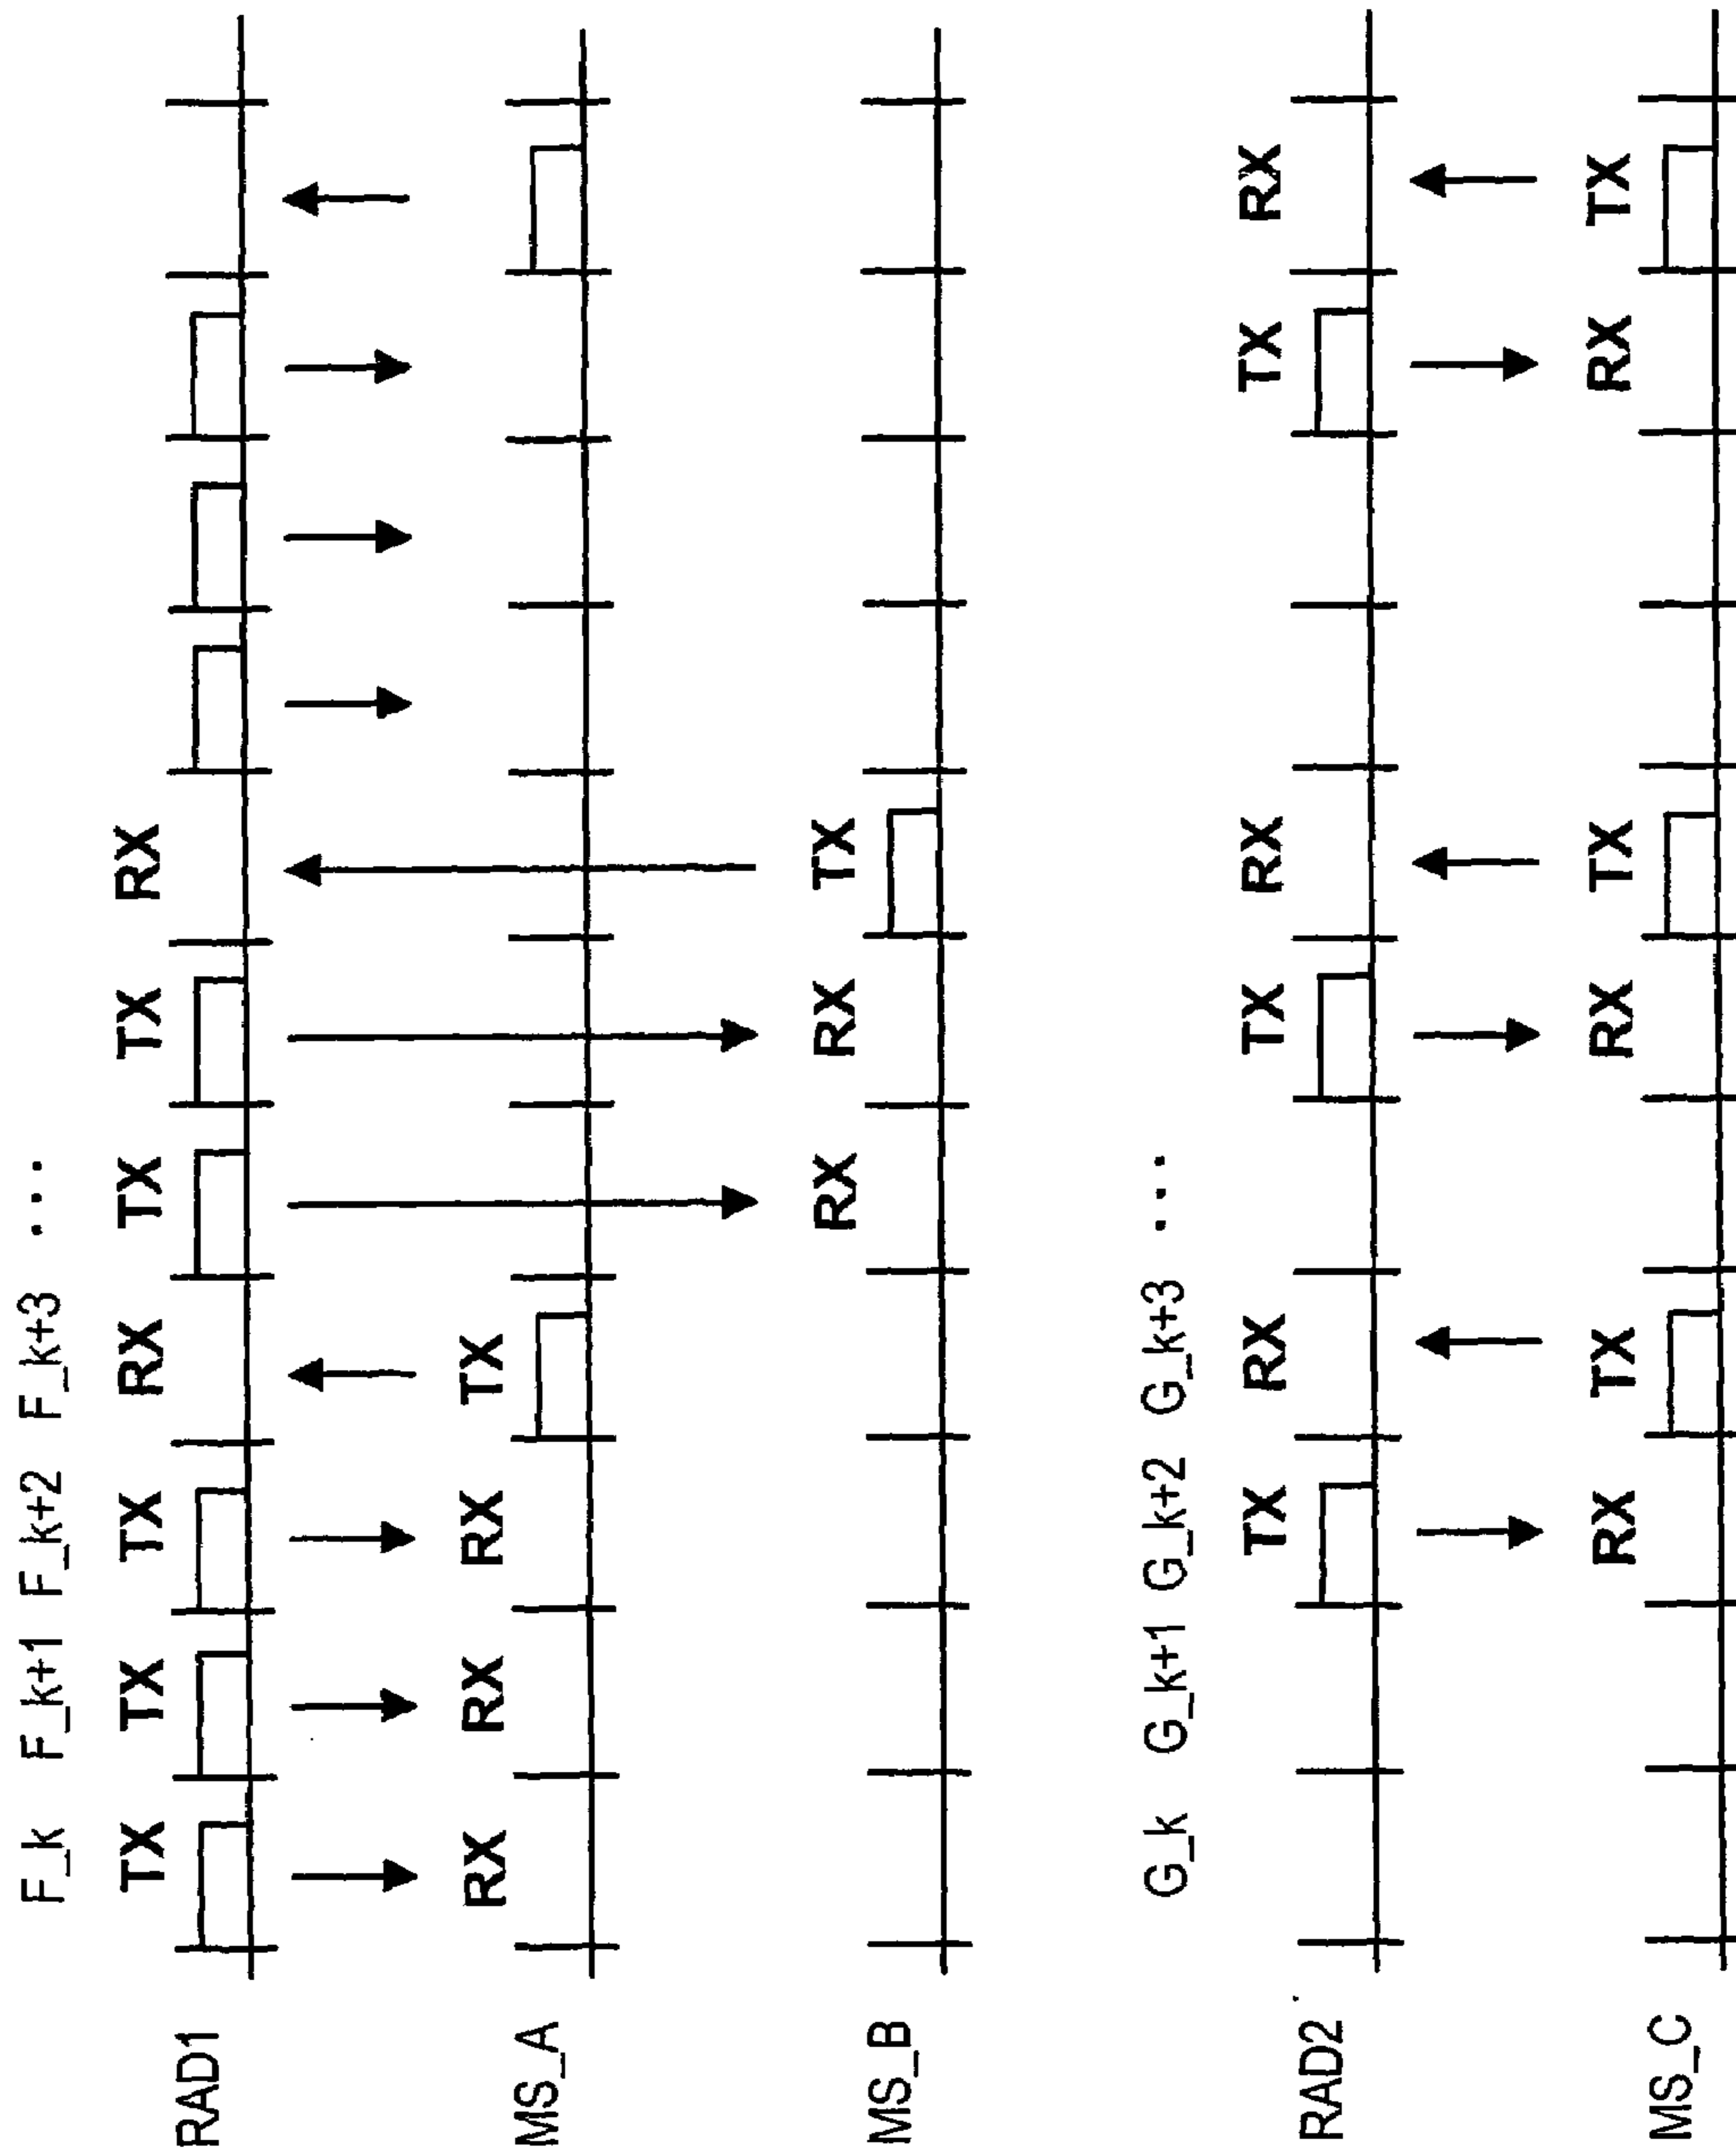 F_k F_k+1 F_k+2 F_k+3 ...
TX TX TX RX TX TX RX
RAD1
RX RX RX TX
MS_A
RX RX TX
MS_B
G_k G_k+1 G_k+2 G_k+3 ...
TX RX TX RX TX RX
RAD2
RX TX RX TX RX TX
MS_C